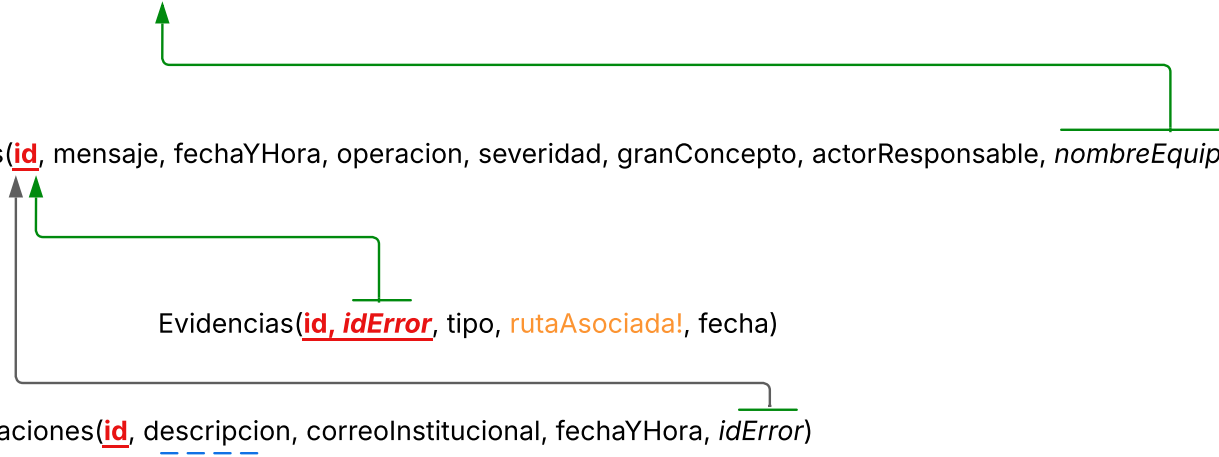 s(id, mensaje, fechaYHora, operacion, severidad, granConcepto, actorResponsable, nombreEquip
Evidencias(id, idError, tipo, rutaAsociada!, fecha)
aciones(id, descripcion, correoInstitucional, fechaYHora, idError)